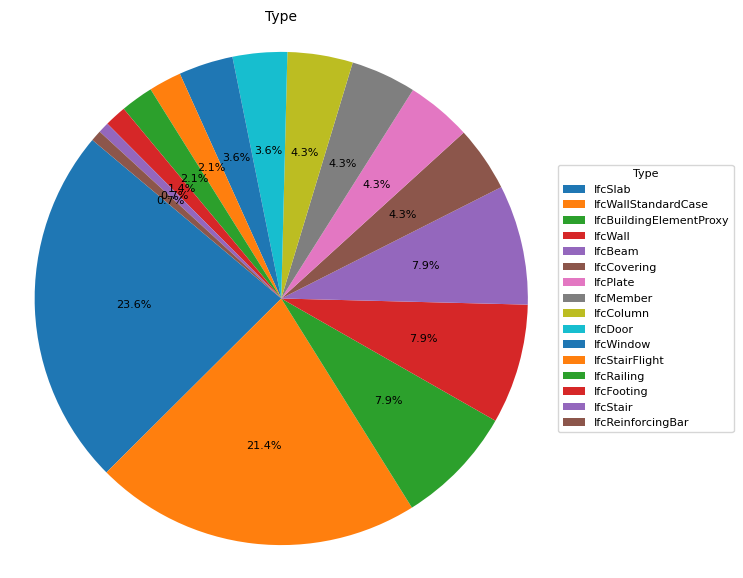 Type
3.6%
3.6%
4.3%
4.3%
4.3%
4.3%
2.1%
2.1%
1.4%
0.7%
0.7%
7.9%
7.9%
7.9%
23.6%
21.4%
Type
IfcSlab
IfcWallStandardCase
IfcBuildingElementProxy
IfcWall
IfcBeam
IfcCovering
IfcPlate
IfcMember
IfcColumn
IfcDoor
IfcWindow
IfcStairFlight
IfcRailing
IfcFooting
IfcStair
IfcReinforcingBar